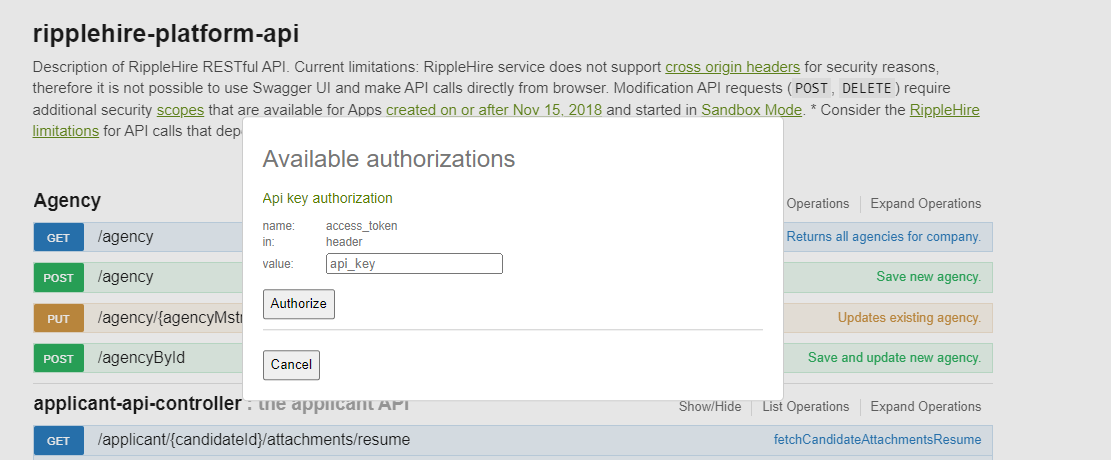 ripplehire-platform-api
Description of RippleHire RESTful API. Current limitations: RippleHire service does not support cross origin headers for security reasons,
therefore it is not possible to use Swagger UI and make API calls directly from browser. Modification API requests ( POST , DELETE ) require
additional security scopes that are available for Apps created on or after Nov 15, 2018 and started in Sandbox Mode. * Consider the RippleHire
limitations for API calls that dep
Available authorizations
Api key authorization
name: access_token
in: header
value: api_key
Authorize
Cancel
Agency
Operations Expand Operations
GET /agency Returns all agencies for company.
POST /agency Save new agency.
PUT /agency/{agencyMst Updates existing agency.
POST /agencyById Save and update new agency.
applicant-api-controller : the applicant API
Show/Hide List Operations Expand Operations
GET /applicant/{candidateId}/attachments/resume fetchCandidateAttachmentsResume